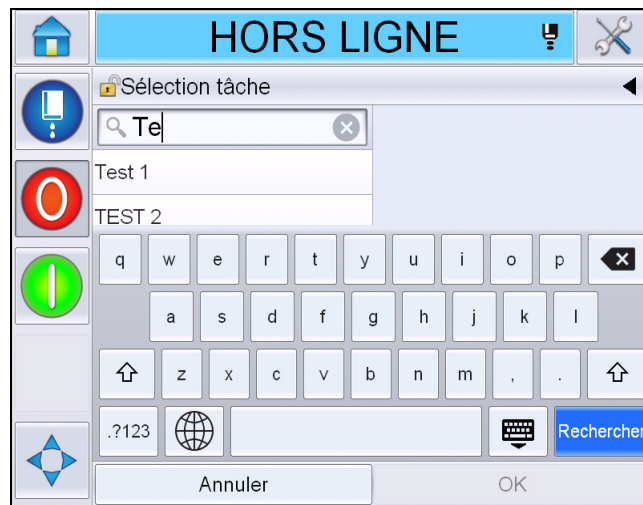 HORS LIGNE
Sélection tâche
Te
Test 1
TEST 2
q w e r t y u i o p
a s d f g h j k l
z x c v b n m , .
.?123
Rechercher
Annuler
OK